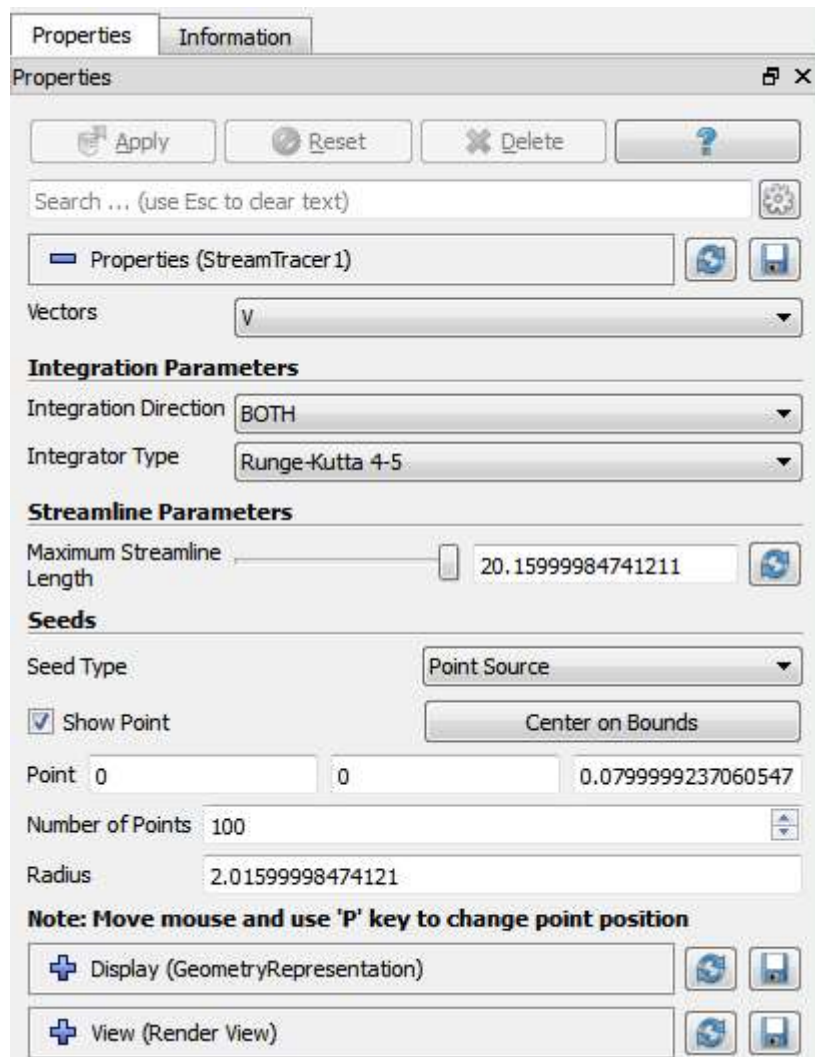 Properties Information
Properties
Apply Reset Delete ?
Search ... (use Esc to clear text)
Properties (StreamTracer1)
Vectors V
Integration Parameters
Integration Direction BOTH
Integrator Type Runge-Kutta 4-5
Streamline Parameters
Maximum Streamline Length 20.15999984741211
Seeds
Seed Type Point Source
Show Point Center on Bounds
Point 0 0 0.0799999237060547
Number of Points 100
Radius 2.01599998474121
Note: Move mouse and use 'P' key to change point position
Display (GeometryRepresentation)
View (Render View)